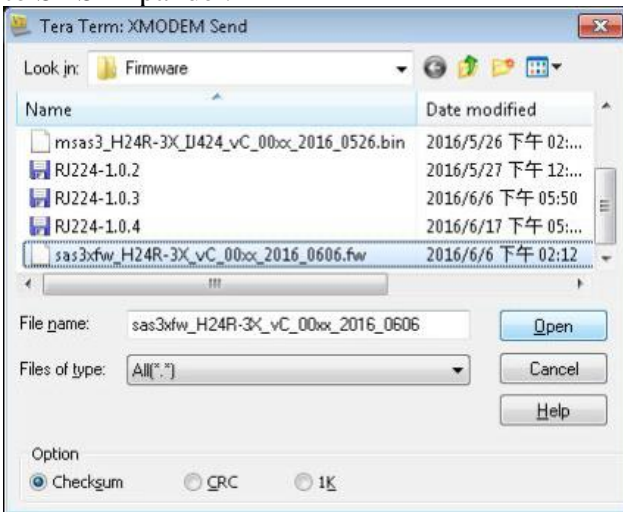 Tera Term: XMODEM Send
Look in: Firmware
Name Date modified
msas3_H24R-3X_IJ424_vC_00xx_2016_0526.bin 2016/5/26 下午 02:...
RJ224-1.0.2 2016/5/27 下午 12:...
RJ224-1.0.3 2016/6/6 下午 05:50
RJ224-1.0.4 2016/6/17 下午 05:...
sas3xfw_H24R-3X_vC_00xx_2016_0606.fw 2016/6/6 下午 02:12
File name: sas3xfw_H24R-3X_vC_00xx_2016_0606 Open
Files of type: All(*.*) Cancel
Help
Option
Checksum CRC 1K